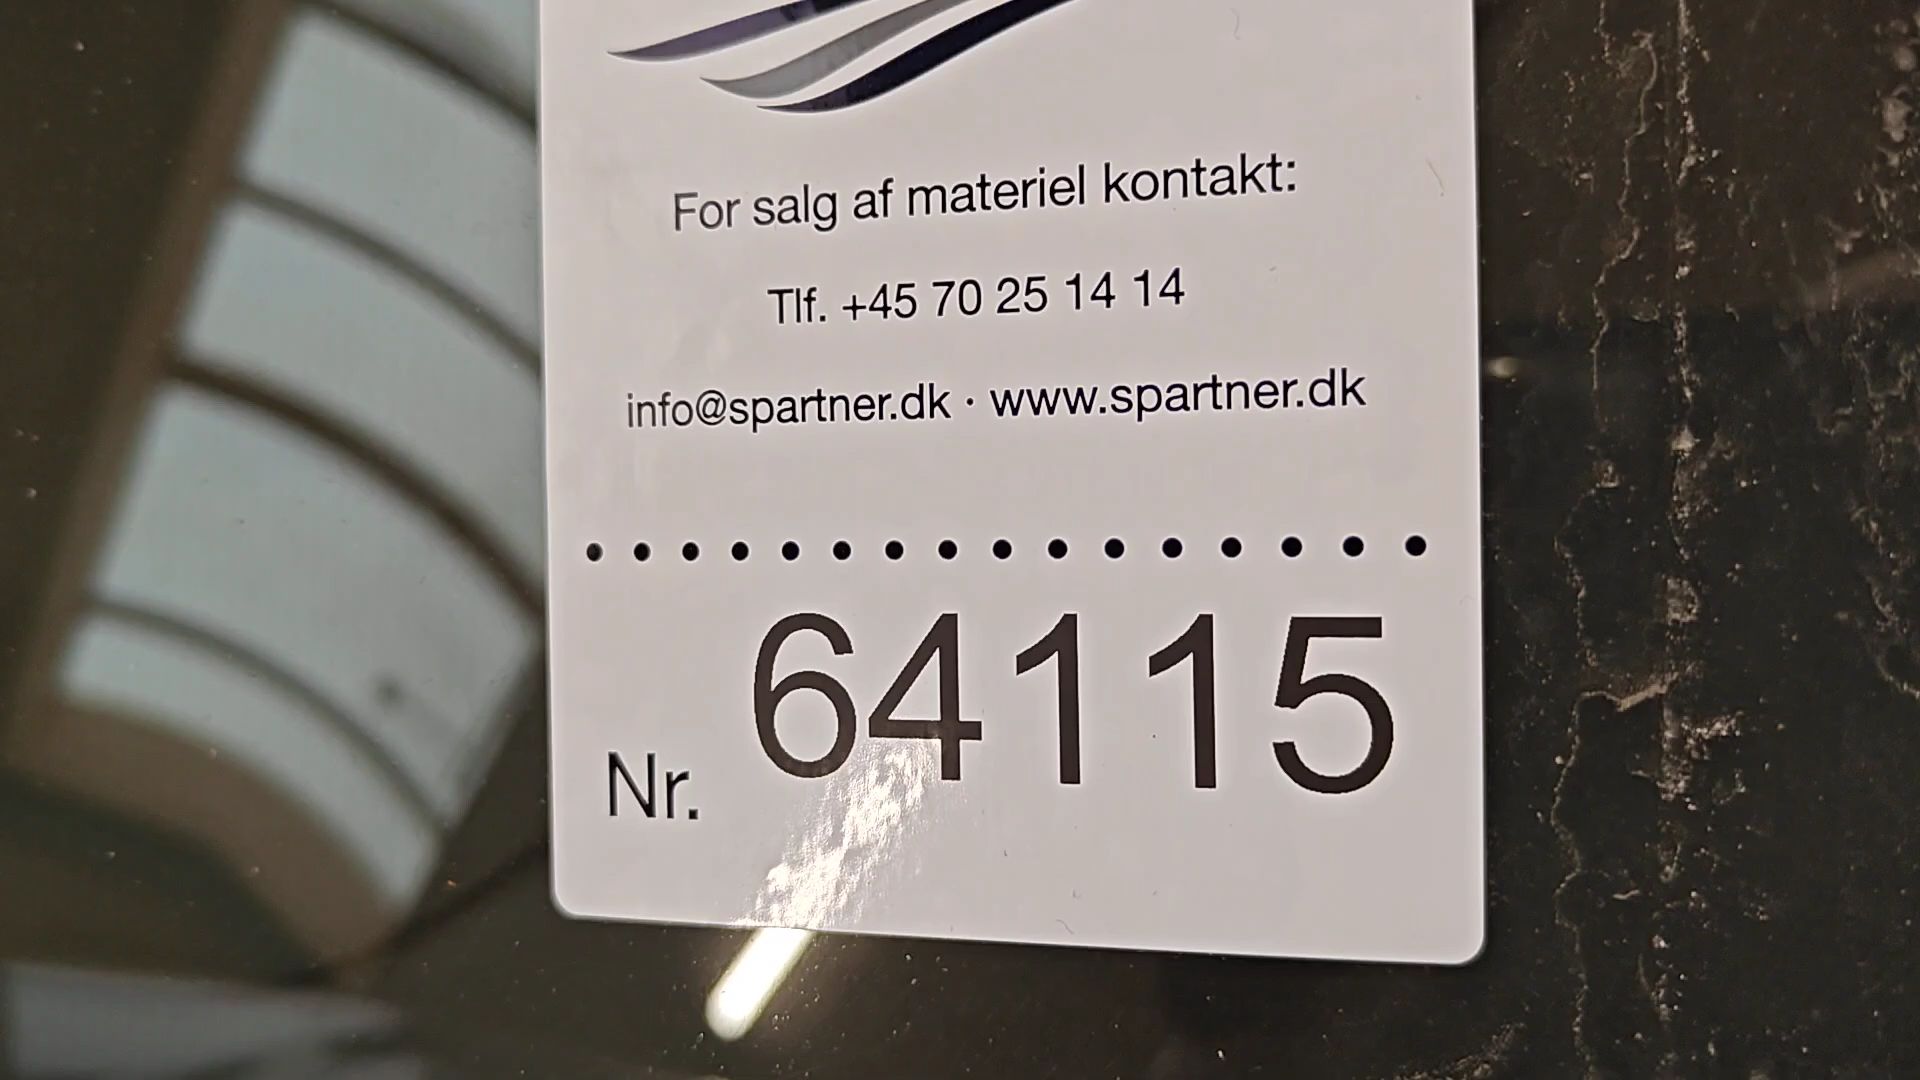 For salg af materiel kontakt:
Tlf. +45 70 25 14 14
info@spartner.dk · www.spartner.dk
Nr. 64115